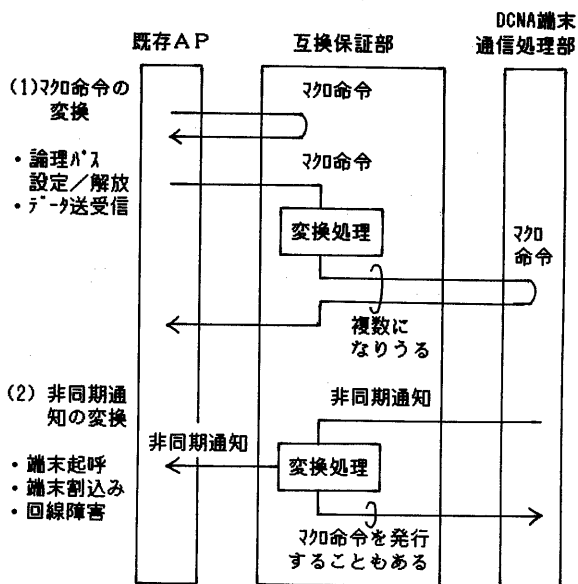 DCNA端末
既存AP 互換保証部 通信処理部
(1)マクロ命令の
変換
マクロ命令
・論理パス
設定/解放
・データ送受信
マクロ命令
変換処理
マクロ
命令
複数に
なりうる
(2) 非同期通
知の変換
非同期通知
非同期通知
・端末起呼
・端末割込み
・回線障害
変換処理
マクロ命令を発行
することもある